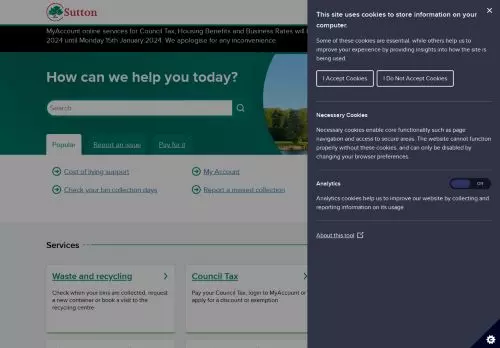 Sutton
MyAccount online services for Council Tax, Housing Benefits and Business Rates will
2024 until Monday 15th January 2024. We apologise for any inconvenience
How can we help you today?
Search
Popular
Report an issue
Pay for it
Cost of living support
My Account
Check your bin collection days
Report a missed collection
Services
Waste and recycling
Check when your bins are collected, request
a new container or book a visit to the
recycling centre
Council Tax
Pay your Council Tax, login to MyAccount or
apply for a discount or exemption
This site uses cookies to store information on your
computer.
Some of these cookies are essential, while others help us to
improve your experience by providing insights into how the site is
being used.
I Accept Cookies
I Do Not Accept Cookies
Necessary Cookies
Necessary cookies enable core functionality such as page
navigation and access to secure areas. The website cannot function
properly without these cookies, and can only be disabled by
changing your browser preferences.
Analytics
Off
Analytics cookies help us to improve our website by collecting and
reporting information on its usage
About this tool